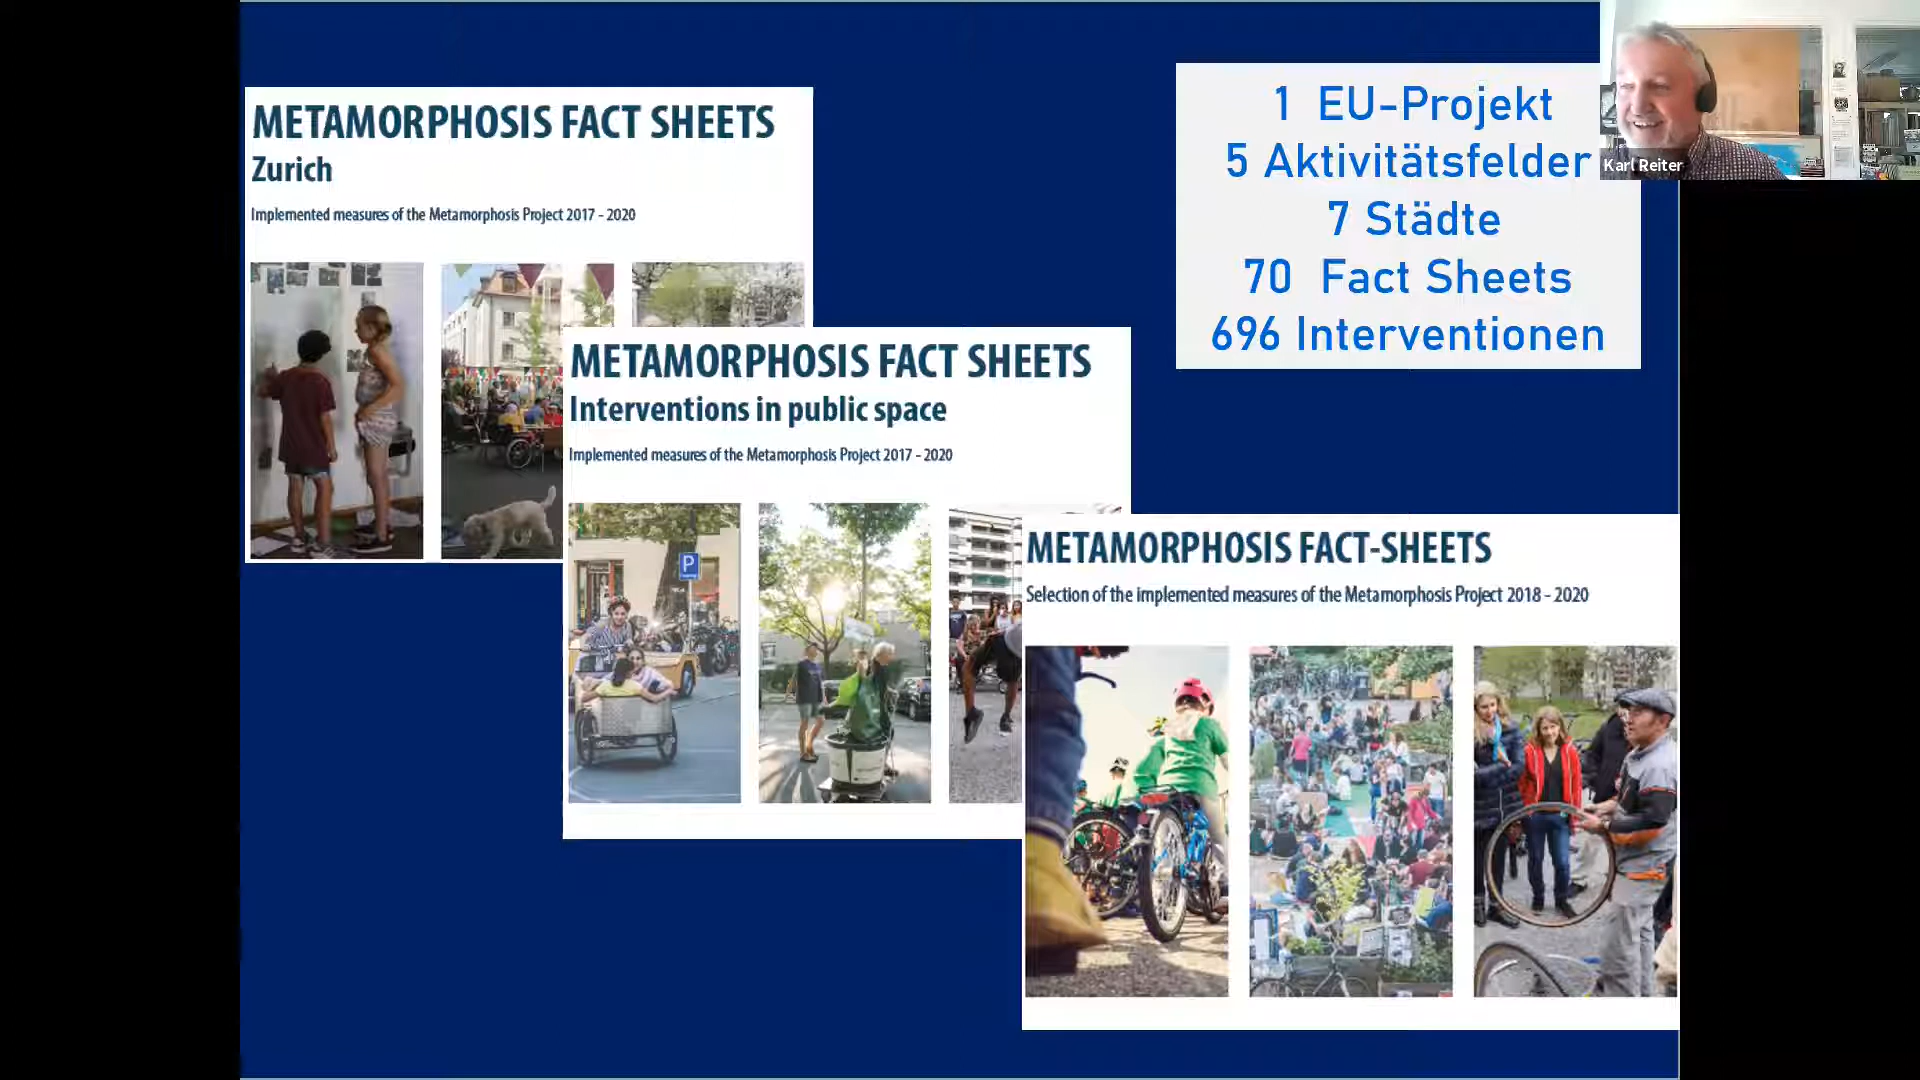 METAMORPHOSIS FACT SHEETS
Zurich
Implemented measures of the Metamorphosis Project 2017 - 2020
1 EU-Projekt
5 Aktivitätsfelder
7 Städte
70 Fact Sheets
696 Interventionen
Karl Reiter
METAMORPHOSIS FACT SHEETS
Interventions in public space
Implemented measures of the Metamorphosis Project 2017 - 2020
P
METAMORPHOSIS FACT-SHEETS
Selection of the implemented measures of the Metamorphosis Project 2018 - 2020